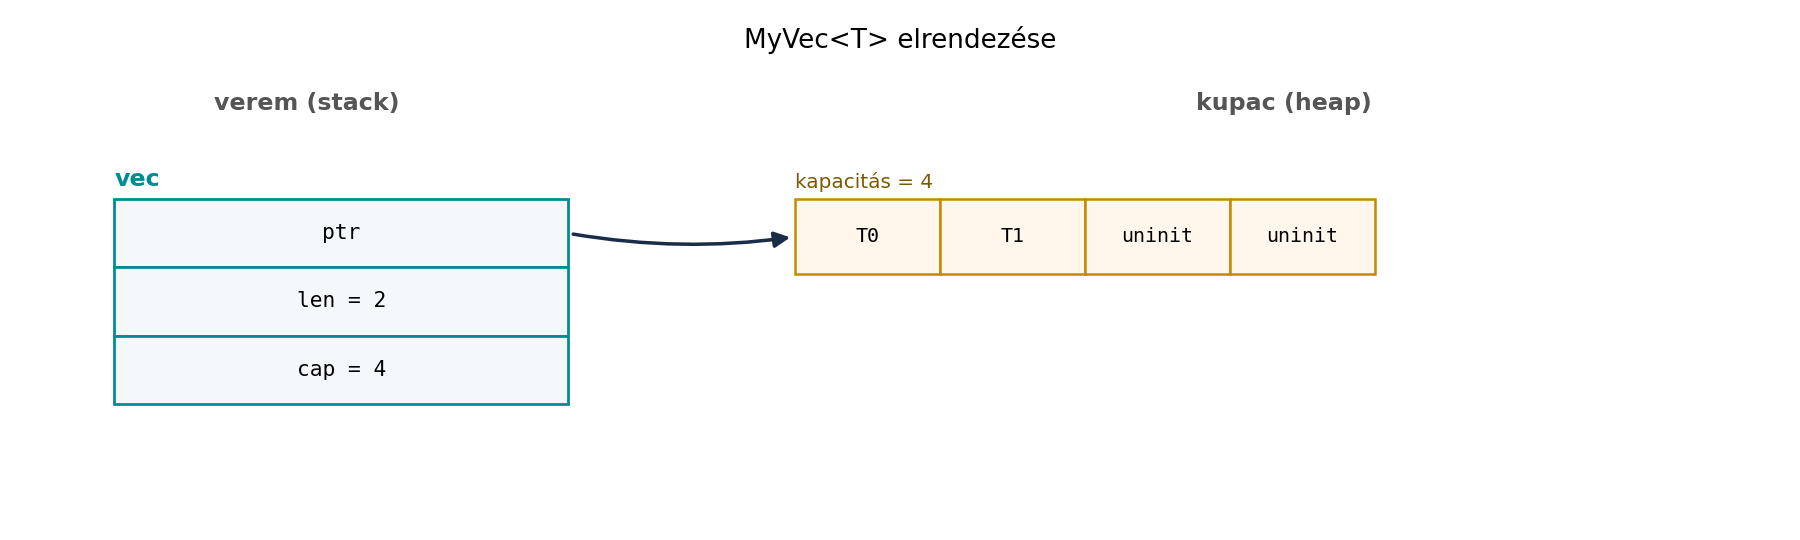 MyVec<T> elrendezése
verem (stack)
kupac (heap)
vec
kapacitás = 4
ptr
T0
T1
uninit
uninit
len = 2
cap = 4